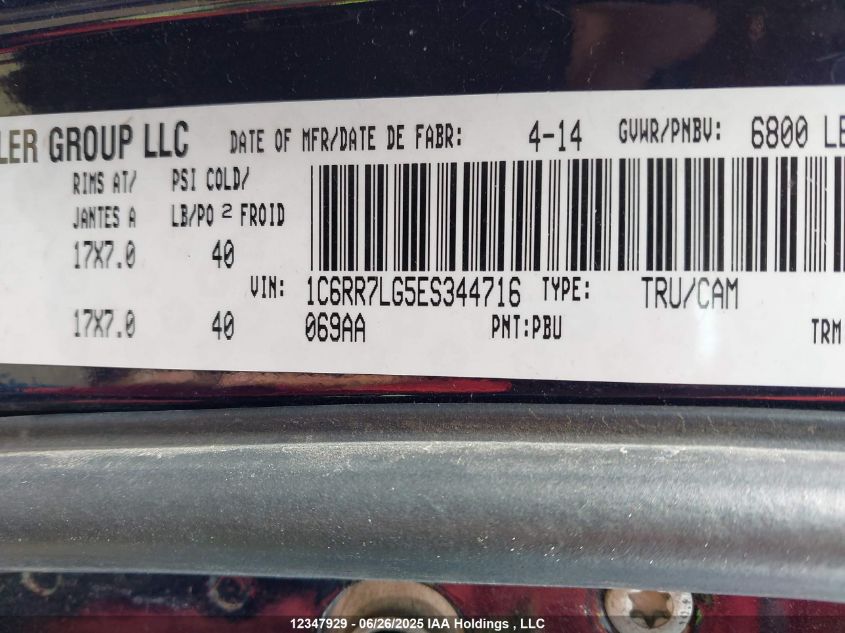 LER GROUP LLC DATE OF MFR/DATE DE FABR: 4-14 GVWR/PNBV: 6800 LB
RIMS AT/ PSI COLD/
JANTES A LB/PO 2 FROID
17X7.0 40
VIN: 1C6RR7LG5ES344716 TYPE: TRU/CAM
17X7.0 40 069AA PNT:PBU TRM
12347929 - 06/26/2025 IAA Holdings , LLC